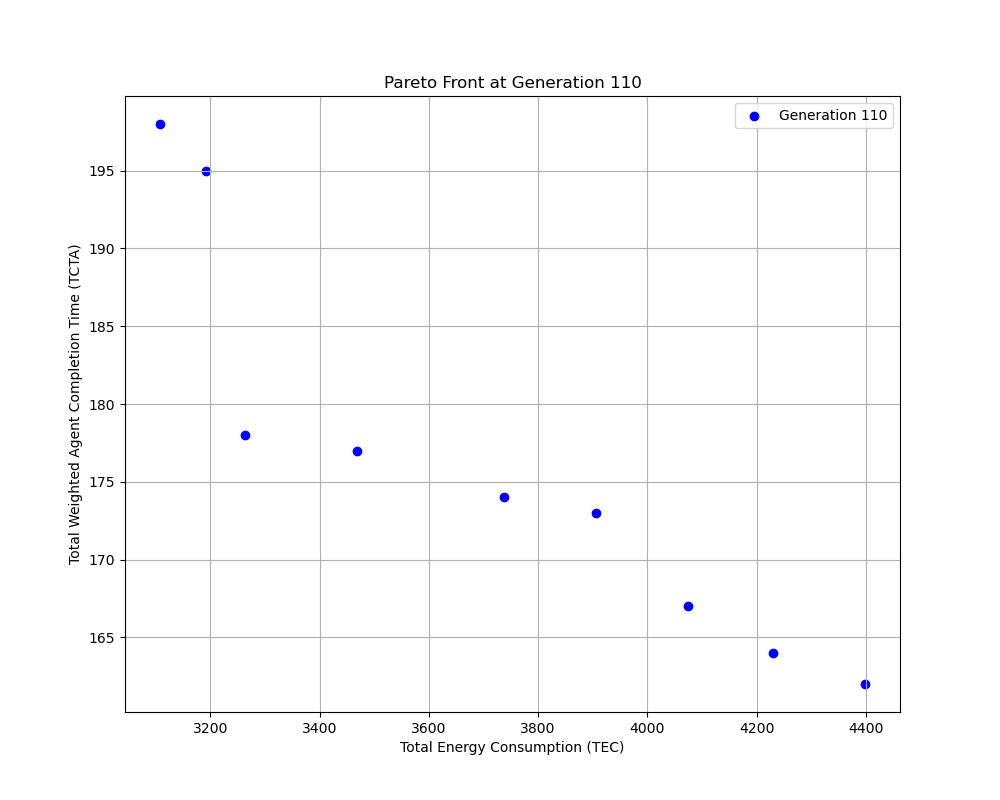 Pareto Front at Generation 110
Generation 110
Total Weighted Agent Completion Time (TCTA)
195
190
185
180
175
170
165
3200 3400 3600 3800 4000 4200 4400
Total Energy Consumption (TEC)